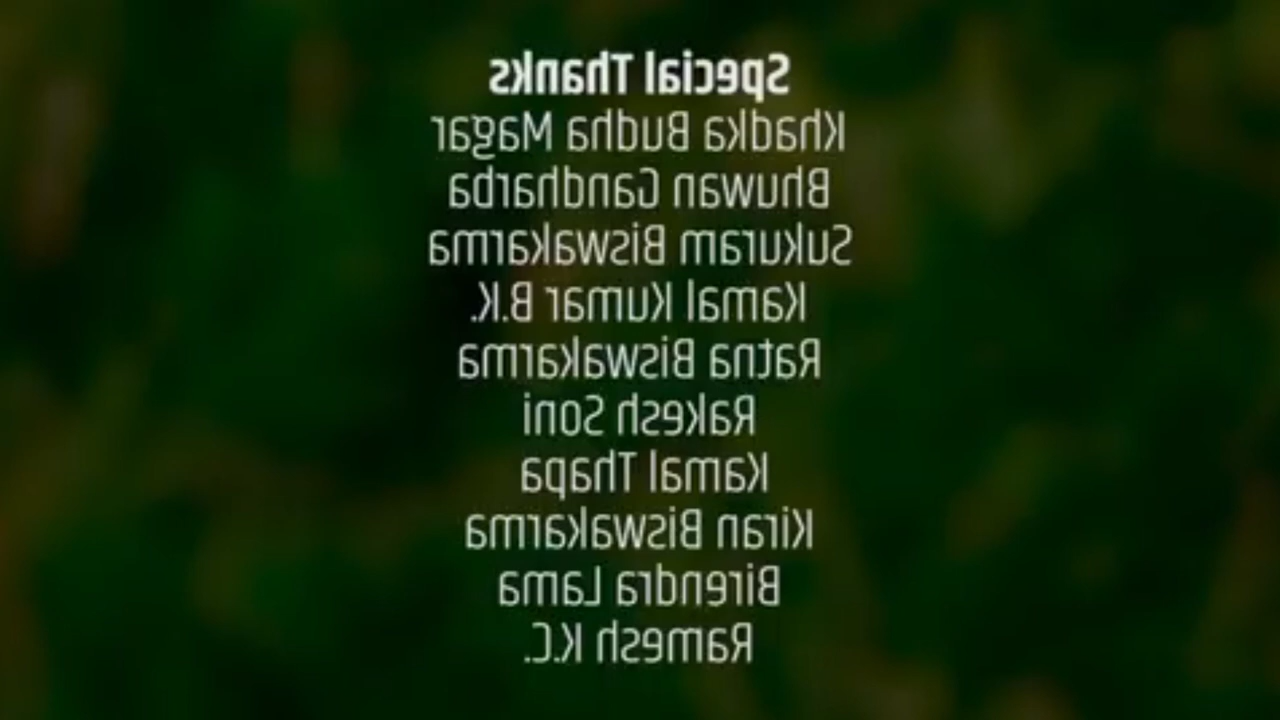 Special Thanks
Khadka Budha Magar
Bhuwan Gandharba
Sukuram Biswakarma
Kamal Kumar B.K.
Ratna Biswakarma
Rakesh Soni
Kamal Thapa
Kiran Biswakarma
Birendra Lama
Ramesh K.C.